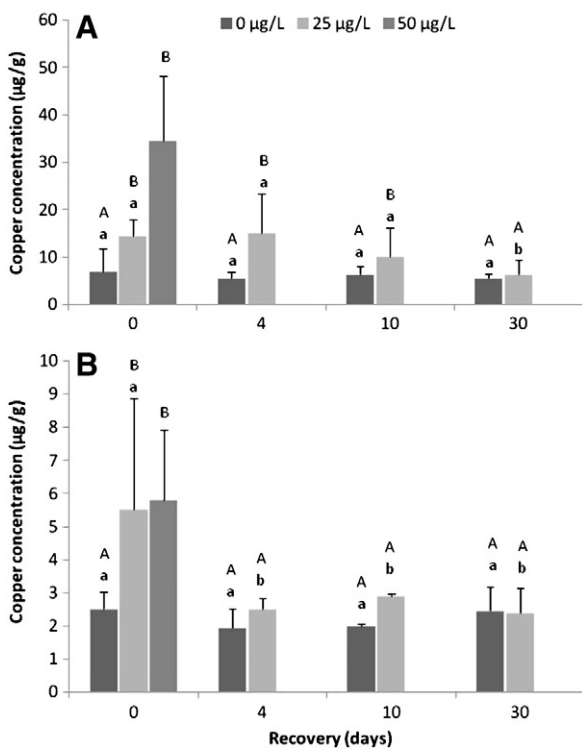 A
0 µg/L 25 µg/L 50 µg/L
Copper concentration (µg/g)
60
50
40
30
20
10
0
A
a
B
a
B
A
a
B
a
A
a
B
a
A
a
A
b
0 4 10 30
B
Copper concentration (µg/g)
10
9
8
7
6
5
4
3
2
1
0
A
a
B
a
B
A
a
A
b
A
a
A
b
A
a
A
b
0 4 10 30
Recovery (days)